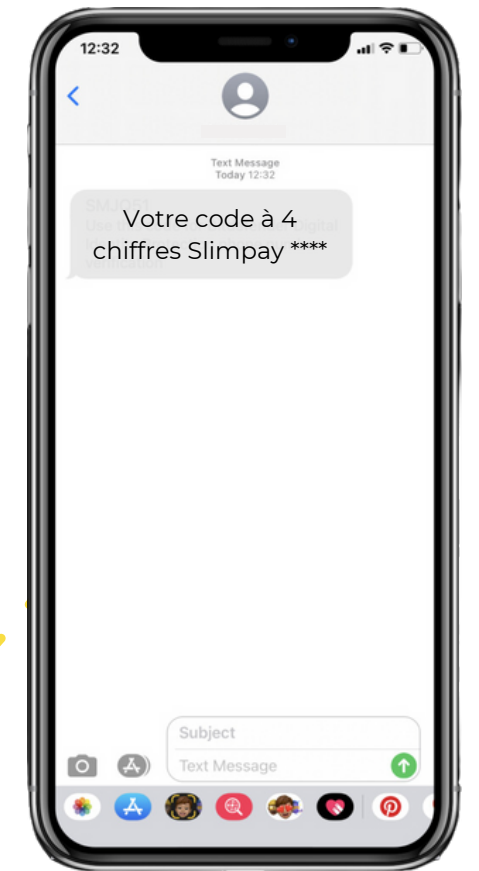 12:32
Text Message
Today 12:32
Votre code à 4
chiffres Slimpay ****
Subject
Text Message